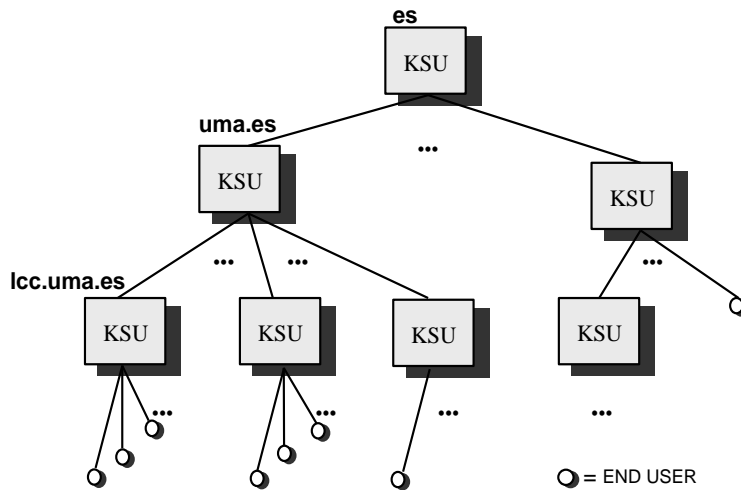 es
KSU
uma.es
...
KSU
KSU
... ...
...
lcc.uma.es
KSU
KSU
KSU
KSU
...
...
...
...
= END USER